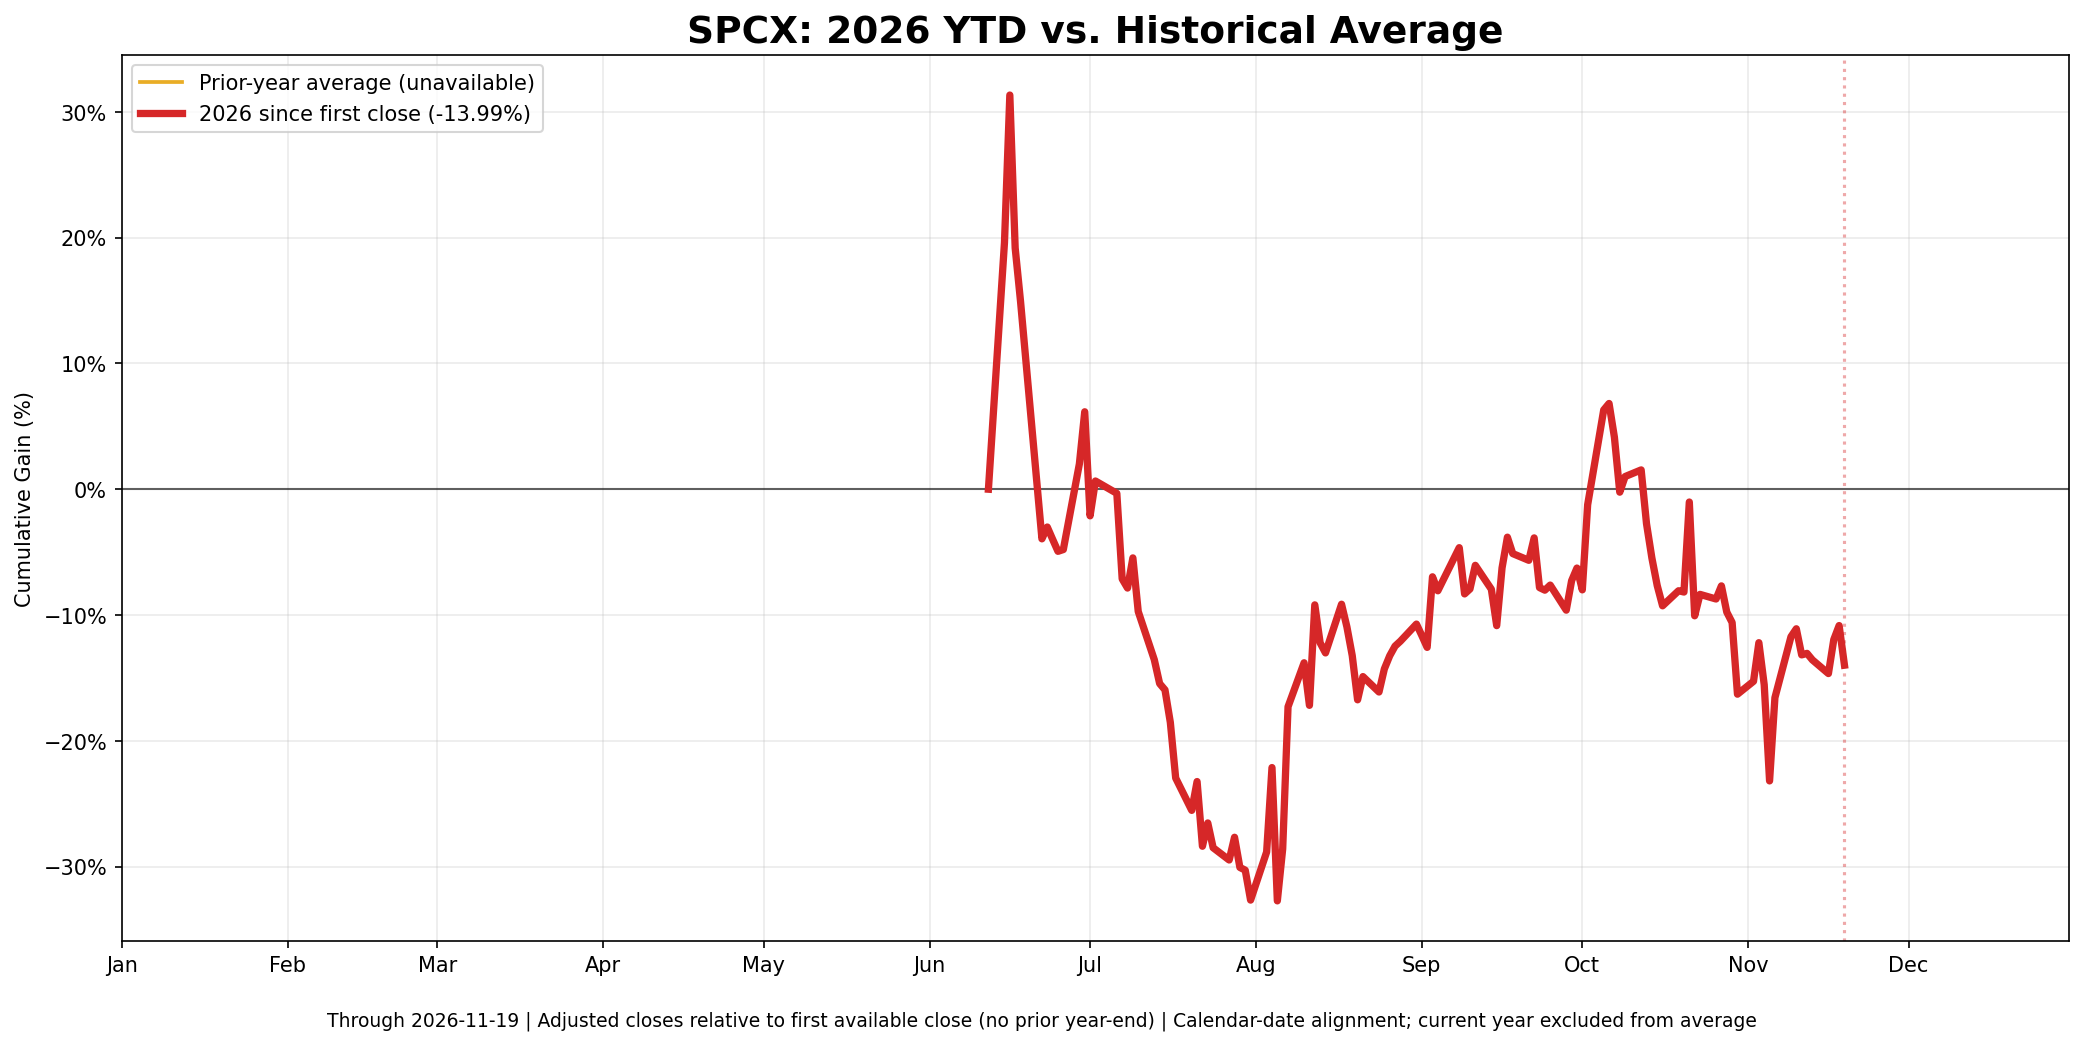 SPCX: 2026 YTD vs. Historical Average
Prior-year average (unavailable)
2026 since first close (-13.99%)
Cumulative Gain (%)
30%
20%
10%
0%
−10%
−20%
−30%
Jan Feb Mar Apr May Jun Jul Aug Sep Oct Nov Dec
Through 2026-11-19 | Adjusted closes relative to first available close (no prior year-end) | Calendar-date alignment; current year excluded from average